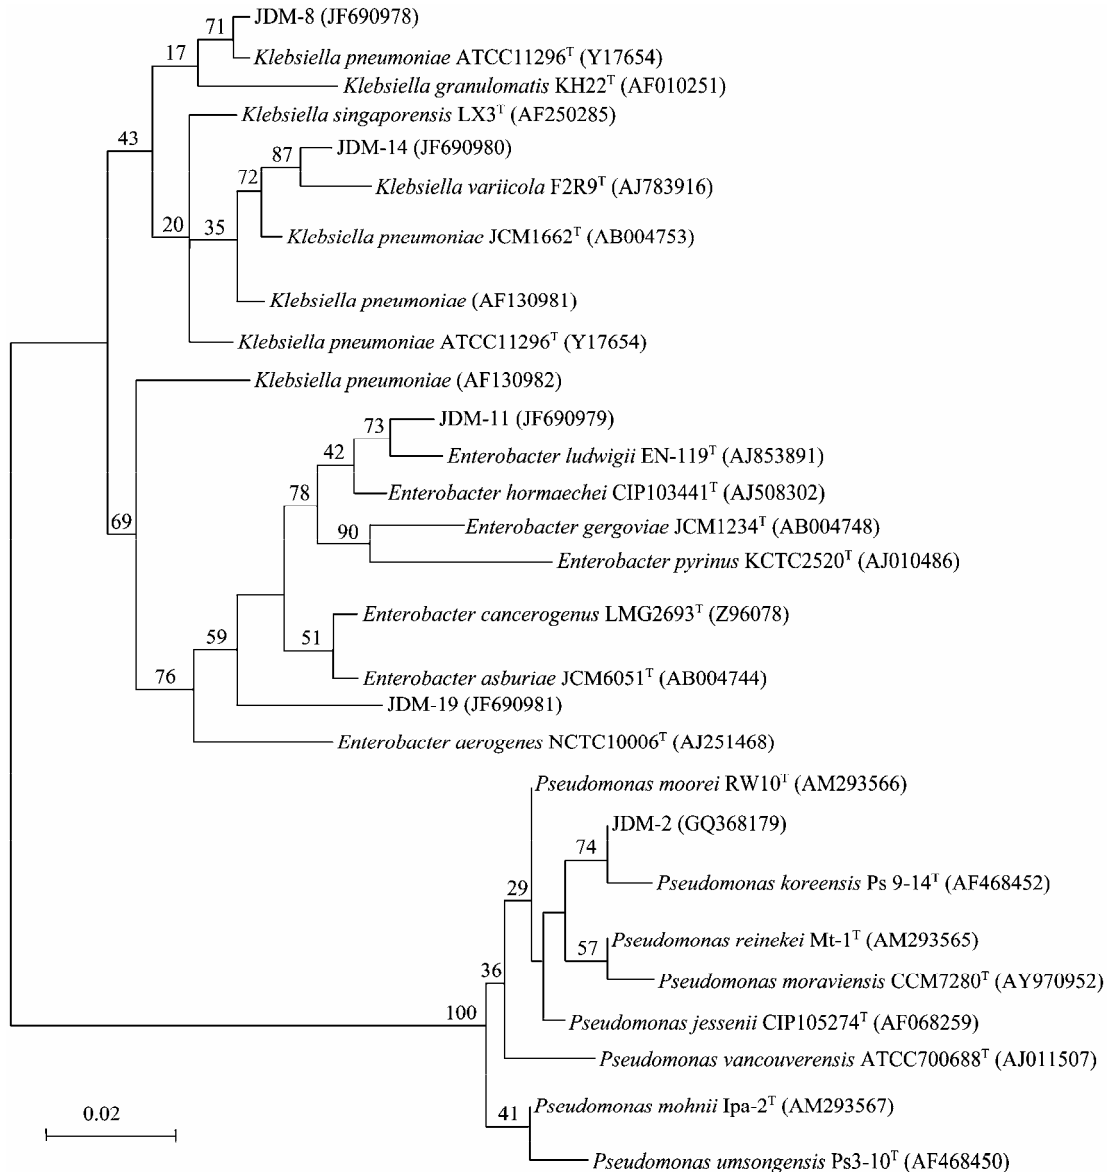 71 JDM-8 (JF690978)
17 Klebsiella pneumoniae ATCC11296ᵀ (Y17654)
Klebsiella granulomatis KH22ᵀ (AF010251)
Klebsiella singaporensis LX3ᵀ (AF250285)
43
87 JDM-14 (JF690980)
72 Klebsiella variicola F2R9ᵀ (AJ783916)
20 35 Klebsiella pneumoniae JCM1662ᵀ (AB004753)
Klebsiella pneumoniae (AF130981)
Klebsiella pneumoniae ATCC11296ᵀ (Y17654)
Klebsiella pneumoniae (AF130982)
73 JDM-11 (JF690979)
42 Enterobacter ludwigii EN-119ᵀ (AJ853891)
78 Enterobacter hormaechei CIP103441ᵀ (AJ508302)
69 90 Enterobacter gergoviae JCM1234ᵀ (AB004748)
Enterobacter pyrinus KCTC2520ᵀ (AJ010486)
Enterobacter cancerogenus LMG2693ᵀ (Z96078)
59 51
76 Enterobacter asburiae JCM6051ᵀ (AB004744)
JDM-19 (JF690981)
Enterobacter aerogenes NCTC10006ᵀ (AJ251468)
Pseudomonas moorei RW10ᵀ (AM293566)
JDM-2 (GQ368179)
74
29 Pseudomonas koreensis Ps 9-14ᵀ (AF468452)
57 Pseudomonas reinekei Mt-1ᵀ (AM293565)
36 Pseudomonas moraviensis CCM7280ᵀ (AY970952)
100 Pseudomonas jessenii CIP105274ᵀ (AF068259)
Pseudomonas vancouverensis ATCC700688ᵀ (AJ011507)
0.02 41 Pseudomonas mohnii Ipa-2ᵀ (AM293567)
Pseudomonas umsongensis Ps3-10ᵀ (AF468450)